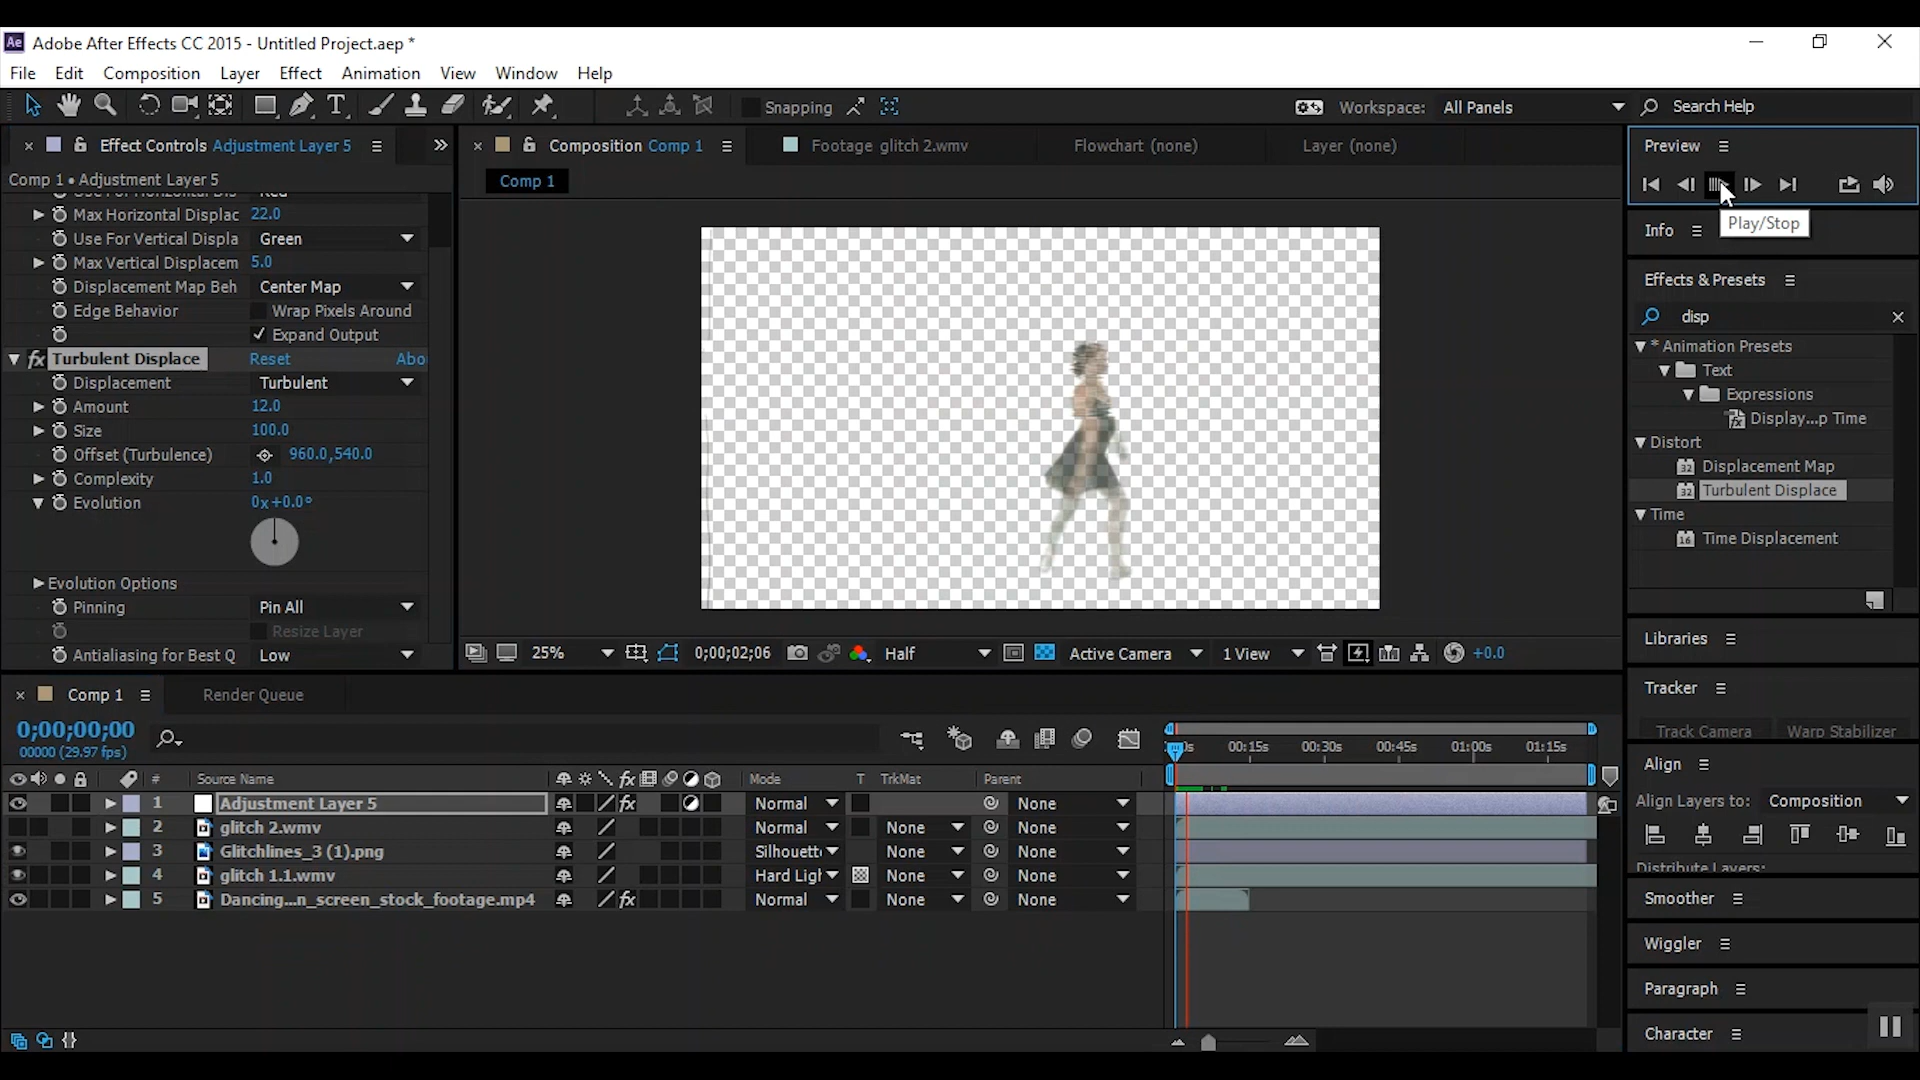 Ae Adobe After Effects CC 2015 - Untitled Project.aep *
File Edit Composition Layer Effect Animation View Window Help
T Snapping Workspace: All Panels Search Help
Effect Controls Adjustment Layer 5
Composition Comp 1
Footage glitch 2.wmv
Flowchart (none)
Layer (none)
Preview
Comp 1 • Adjustment Layer 5
Comp 1
Play/Stop
Max Horizontal Displac 22.0
Use For Vertical Displa Green
Max Vertical Displacem 5.0
Displacement Map Beh Center Map
Edge Behavior Wrap Pixels Around
Expand Output
fx Turbulent Displace Reset Abo
Displacement Turbulent
Amount 12.0
Size 100.0
Offset (Turbulence) 960.0,540.0
Complexity 1.0
Evolution 0x+0.0°
Evolution Options
Pinning Pin All
Resize Layer
Antialiasing for Best Q Low
25% 0;00;02;06 Half Active Camera 1 View +0.0
Info
Effects & Presets
disp
* Animation Presets
Text
Expressions
Display...p Time
Distort
32 Displacement Map
32 Turbulent Displace
Time
16 Time Displacement
Libraries
Tracker
Track Camera Warp Stabilizer
Align
Align Layers to: Composition
Distribute Layers:
Smoother
Wiggler
Paragraph
Character
Comp 1 Render Queue
0;00;00;00
00000 (29.97 fps)
00:15s 00:30s 00:45s 01:00s 01:15s
# Source Name fx Mode T TrkMat Parent
1 Adjustment Layer 5 fx Normal None
2 glitch 2.wmv Normal None None
3 Glitchlines_3 (1).png Silhouett None None
4 glitch 1.1.wmv Hard Ligh None None
5 Dancing...n_screen_stock_footage.mp4 fx Normal None None